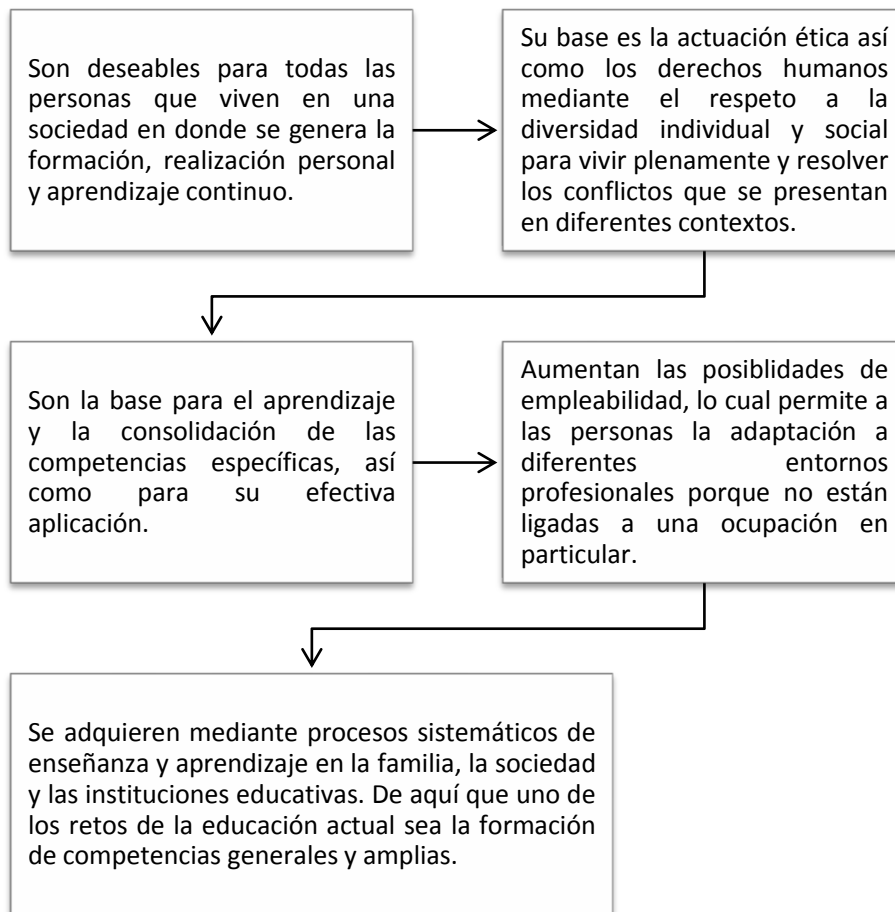 Son deseables para todas las
personas que viven en una
sociedad en donde se genera la
formación, realización personal
y aprendizaje continuo.
Su base es la actuación ética así
como los derechos humanos
mediante el respeto a la
diversidad individual y social
para vivir plenamente y resolver
los conflictos que se presentan
en diferentes contextos.
Son la base para el aprendizaje
y la consolidación de las
competencias específicas, así
como para su efectiva
aplicación.
Aumentan las posiblidades de
empleabilidad, lo cual permite a
las personas la adaptación a
diferentes entornos
profesionales porque no están
ligadas a una ocupación en
particular.
Se adquieren mediante procesos sistemáticos de
enseñanza y aprendizaje en la familia, la sociedad
y las instituciones educativas. De aquí que uno de
los retos de la educación actual sea la formación
de competencias generales y amplias.